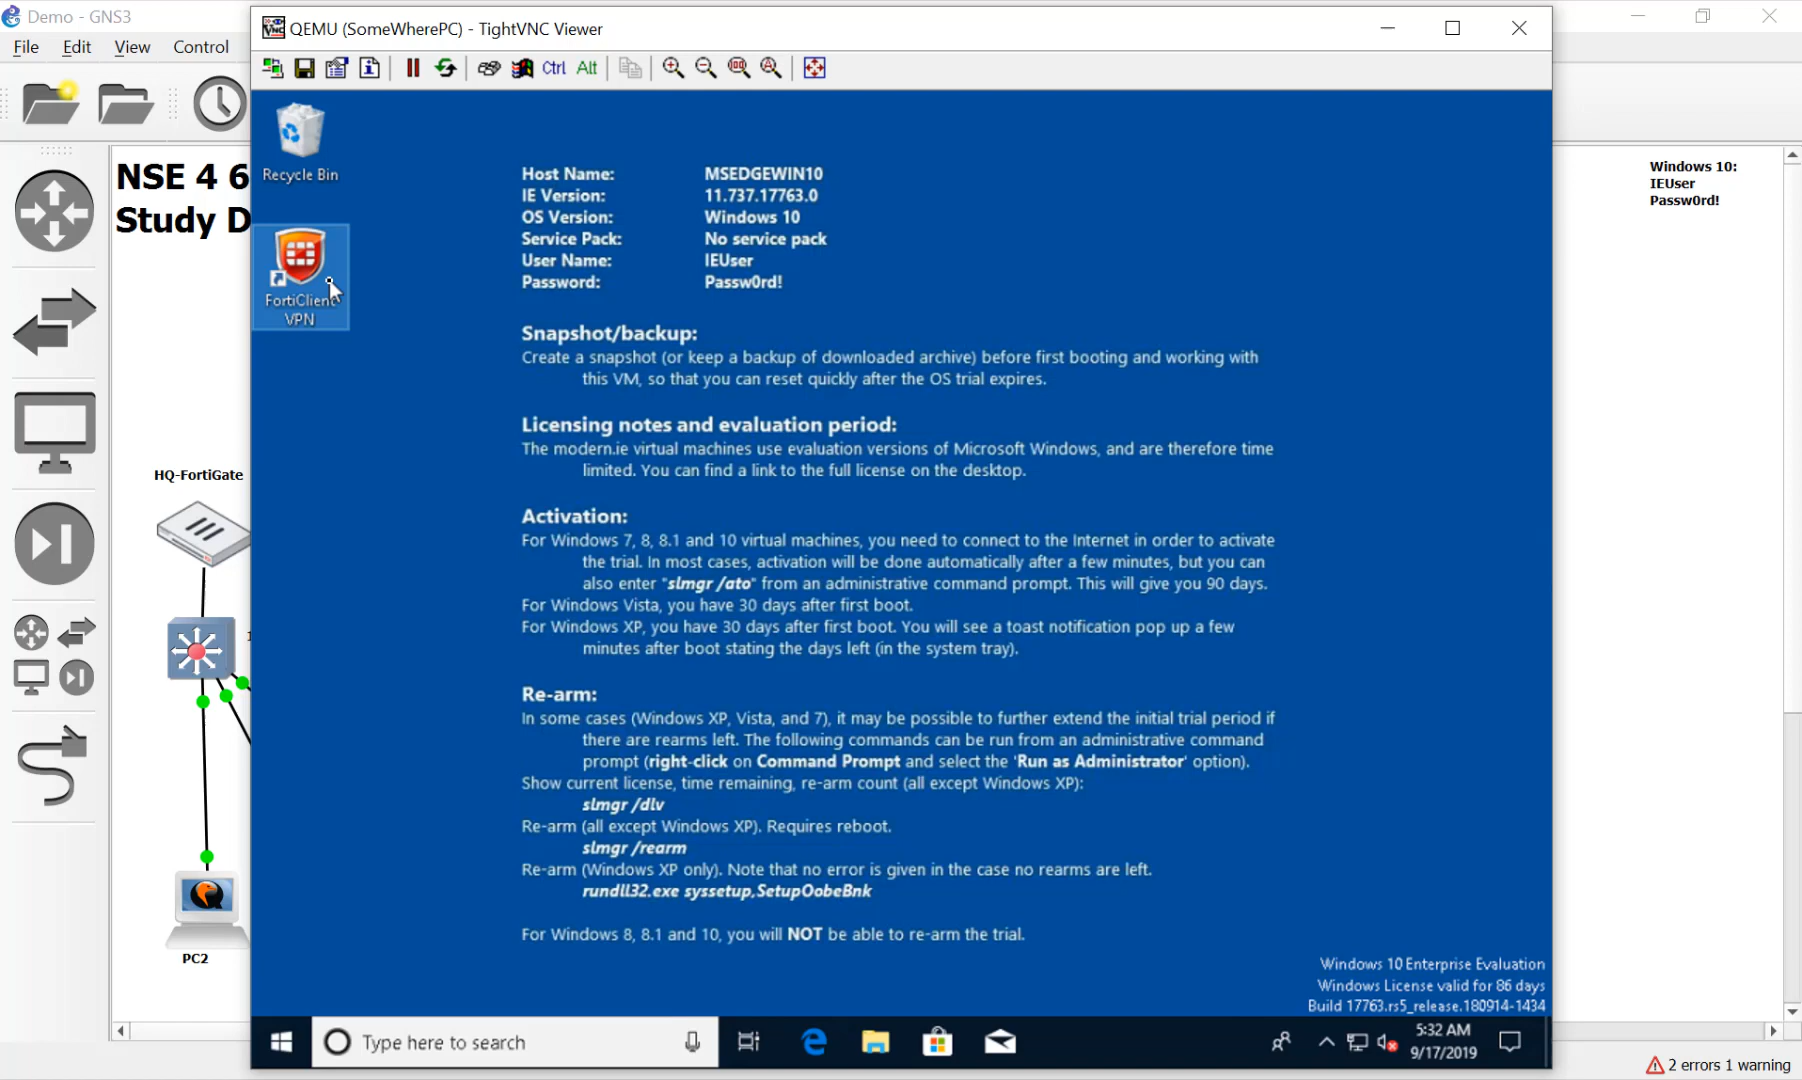 Demo - GNS3
File Edit View Control
QEMU (SomeWherePC) - TightVNC Viewer
Ctrl Alt
NSE 4 6
Study D
HQ-FortiGate
PC2
Recycle Bin
FortiClient
VPN
Host Name: MSEDGEWIN10
IE Version: 11.737.17763.0
OS Version: Windows 10
Service Pack: No service pack
User Name: IEUser
Password: Passw0rd!
Snapshot/backup:
Create a snapshot (or keep a backup of downloaded archive) before first booting and working with
this VM, so that you can reset quickly after the OS trial expires.
Licensing notes and evaluation period:
The modern.ie virtual machines use evaluation versions of Microsoft Windows, and are therefore time
limited. You can find a link to the full license on the desktop.
Activation:
For Windows 7, 8, 8.1 and 10 virtual machines, you need to connect to the Internet in order to activate
the trial. In most cases, activation will be done automatically after a few minutes, but you can
also enter "slmgr /ato" from an administrative command prompt. This will give you 90 days.
For Windows Vista, you have 30 days after first boot.
For Windows XP, you have 30 days after first boot. You will see a toast notification pop up a few
minutes after boot stating the days left (in the system tray).
Re-arm:
In some cases (Windows XP, Vista, and 7), it may be possible to further extend the initial trial period if
there are rearms left. The following commands can be run from an administrative command
prompt (right-click on Command Prompt and select the 'Run as Administrator' option).
Show current license, time remaining, re-arm count (all except Windows XP):
slmgr /dlv
Re-arm (all except Windows XP). Requires reboot.
slmgr /rearm
Re-arm (Windows XP only). Note that no error is given in the case no rearms are left.
rundll32.exe syssetup,SetupOobeBnk
For Windows 8, 8.1 and 10, you will NOT be able to re-arm the trial.
Windows 10 Enterprise Evaluation
Windows License valid for 86 days
Build 17763.rs5_release.180914-1434
Type here to search
5:32 AM
9/17/2019
Windows 10:
IEUser
Passw0rd!
2 errors 1 warning